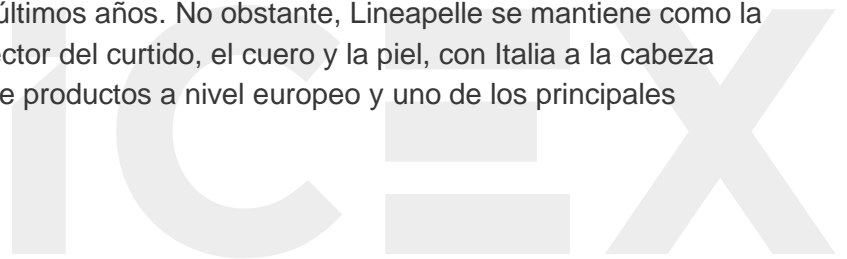 últimos años. No obstante, Lineapelle se mantiene como la
ctor del curtido, el cuero y la piel, con Italia a la cabeza
e productos a nivel europeo y uno de los principales
ICEX